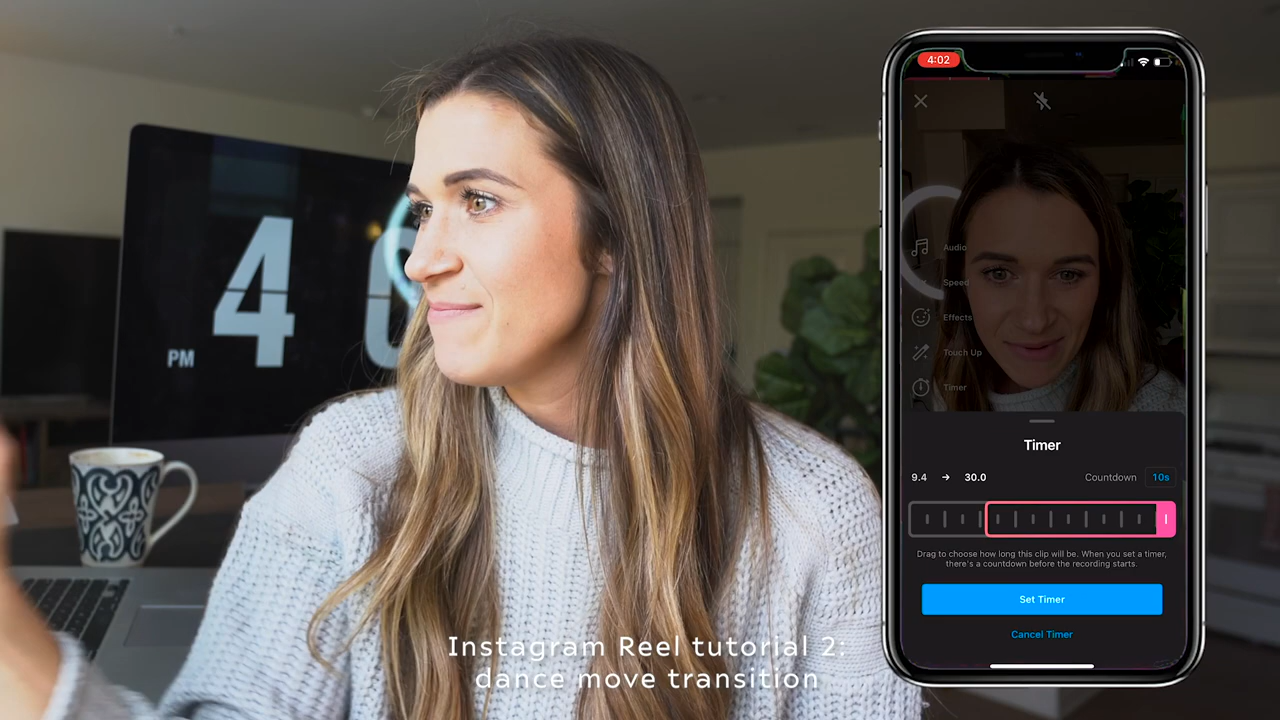 4 0
PM
Instagram Reel tutorial 2:
dance move transition
4:02
Audio
Speed
Effects
Touch Up
Timer
Timer
9.4 → 30.0 Countdown 10s
Drag to choose how long this clip will be. When you set a timer,
there's a countdown before the recording starts.
Set Timer
Cancel Timer